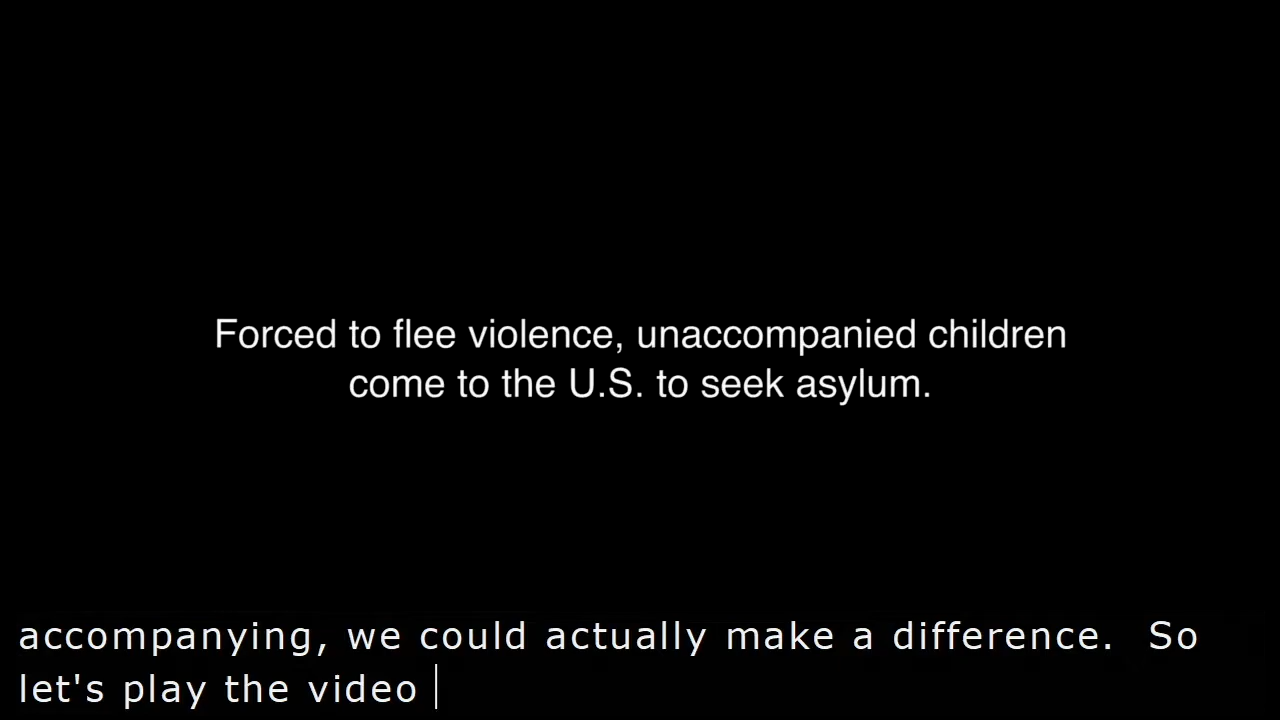 Forced to flee violence, unaccompanied children
come to the U.S. to seek asylum.
accompanying, we could actually make a difference.  So
let's play the video